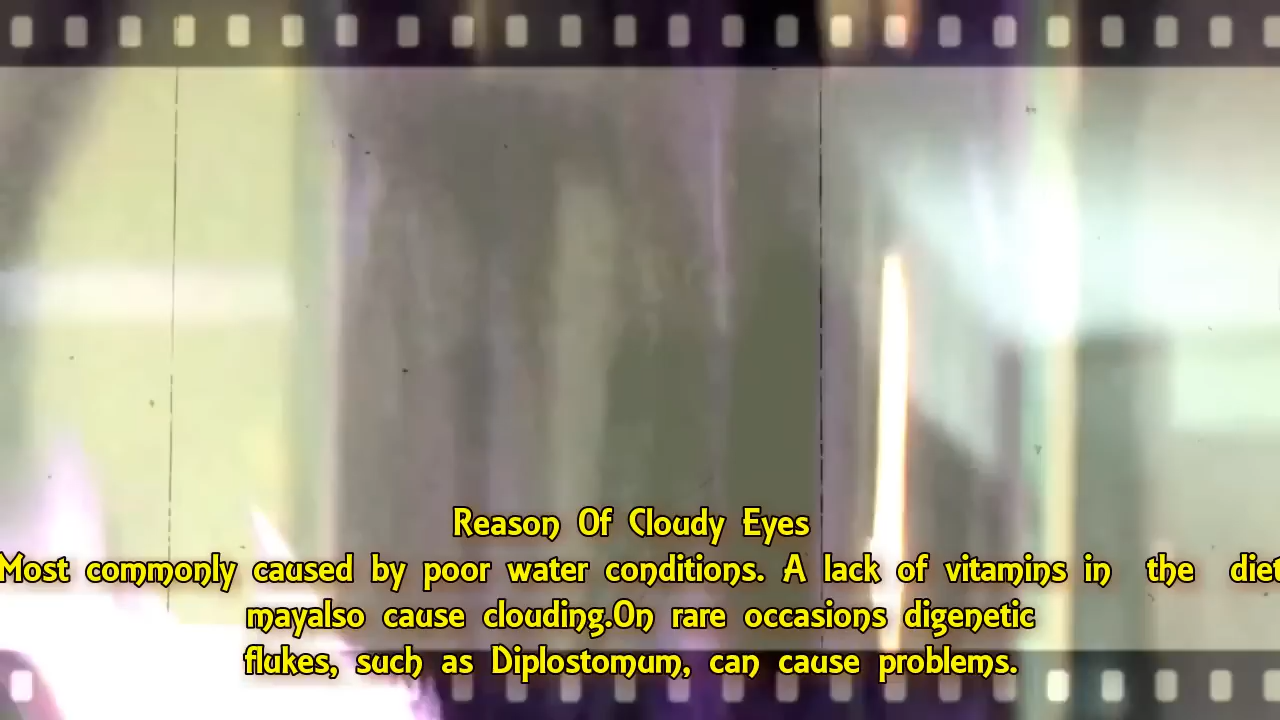 Reason Of Cloudy Eyes
Most commonly caused by poor water conditions. A lack of vitamins in the diet
mayalso cause clouding.On rare occasions digenetic
flukes, such as Diplostomum, can cause problems.